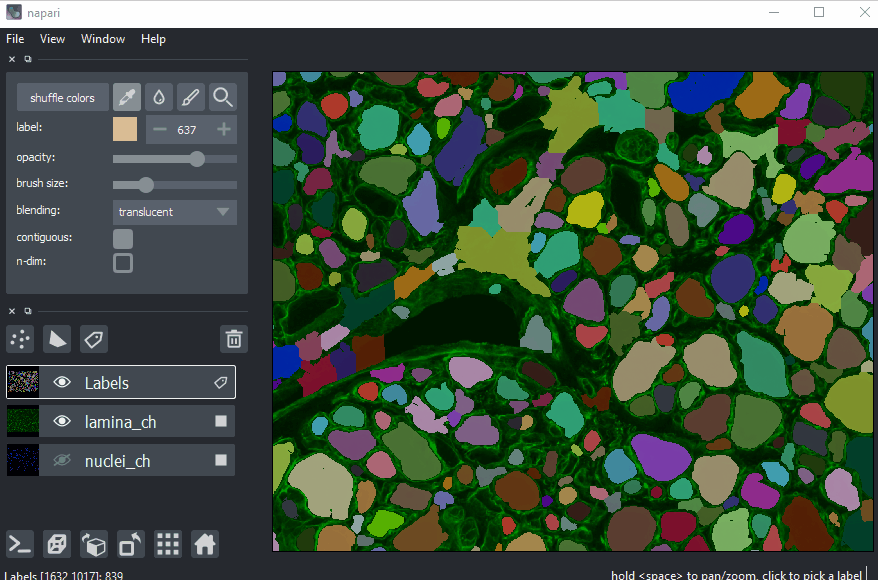 napari
File View Window Help
shuffle colors
label: 637
opacity:
brush size:
blending: translucent
contiguous:
n-dim:
Labels
lamina_ch
nuclei_ch
Labels [1632 1017]: 839
hold <space> to pan/zoom, click to pick a label